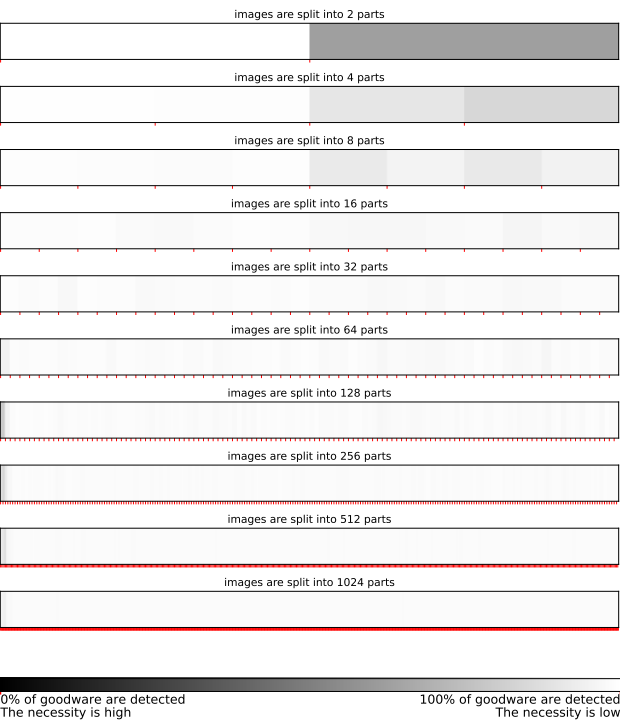 images are split into 2 parts
images are split into 4 parts
images are split into 8 parts
images are split into 16 parts
images are split into 32 parts
images are split into 64 parts
images are split into 128 parts
images are split into 256 parts
images are split into 512 parts
images are split into 1024 parts
0% of goodware are detected 100% of goodware are detected
The necessity is high The necessity is low